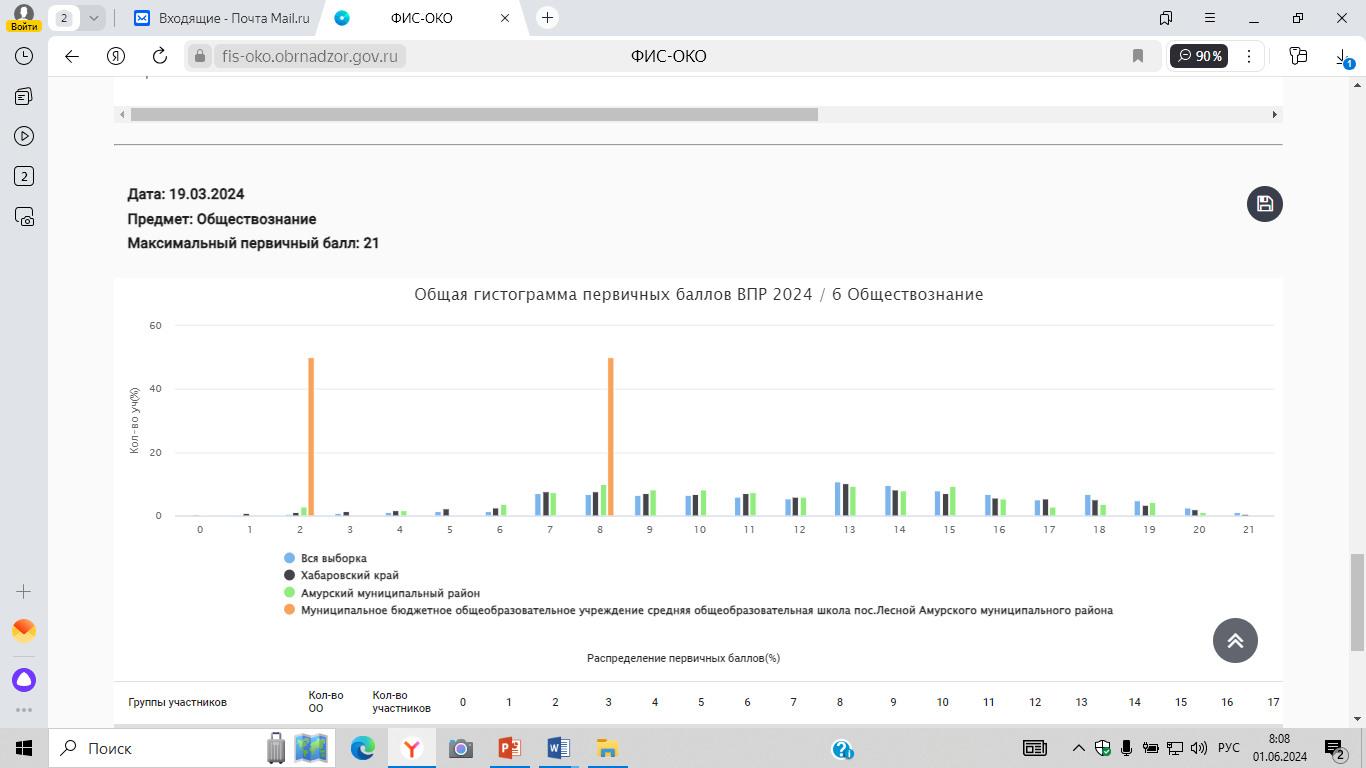 Войти
2
Входящие - Почта Mail.ru
ФИС-ОКО
fis-oko.obrnadzor.gov.ru
ФИС-ОКО
90%
1
2
Дата: 19.03.2024
Предмет: Обществознание
Максимальный первичный балл: 21
Общая гистограмма первичных баллов ВПР 2024 / 6 Обществознание
Кол-во уч(%)
60
40
20
0
0 1 2 3 4 5 6 7 8 9 10 11 12 13 14 15 16 17 18 19 20 21
Вся выборка
Хабаровский край
Амурский муниципальный район
Муниципальное бюджетное общеобразовательное учреждение средняя общеобразовательная школа пос.Лесной Амурского муниципального района
Распределение первичных баллов(%)
Группы участников Кол-во ОО Кол-во участников 0 1 2 3 4 5 6 7 8 9 10 11 12 13 14 15 16 17
Поиск
РУС
8:08
01.06.2024
2